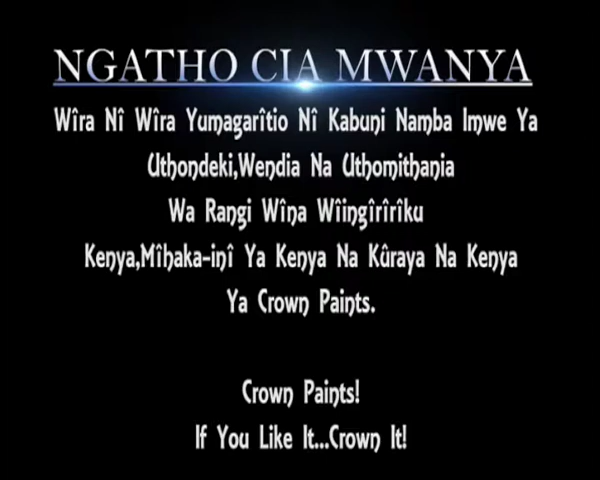 NGATHO CIA MWANYA
Wîra Nî Wîra Yumagarîtio Nî Kabuni Namba Imwe Ya
Uthondeki,Wendia Na Uthomithania
Wa Rangi Wîna Wîingîrîrîku
Kenya,Mîhaka-inî Ya Kenya Na Kûraya Na Kenya
Ya Crown Paints.
Crown Paints!
If You Like It...Crown It!